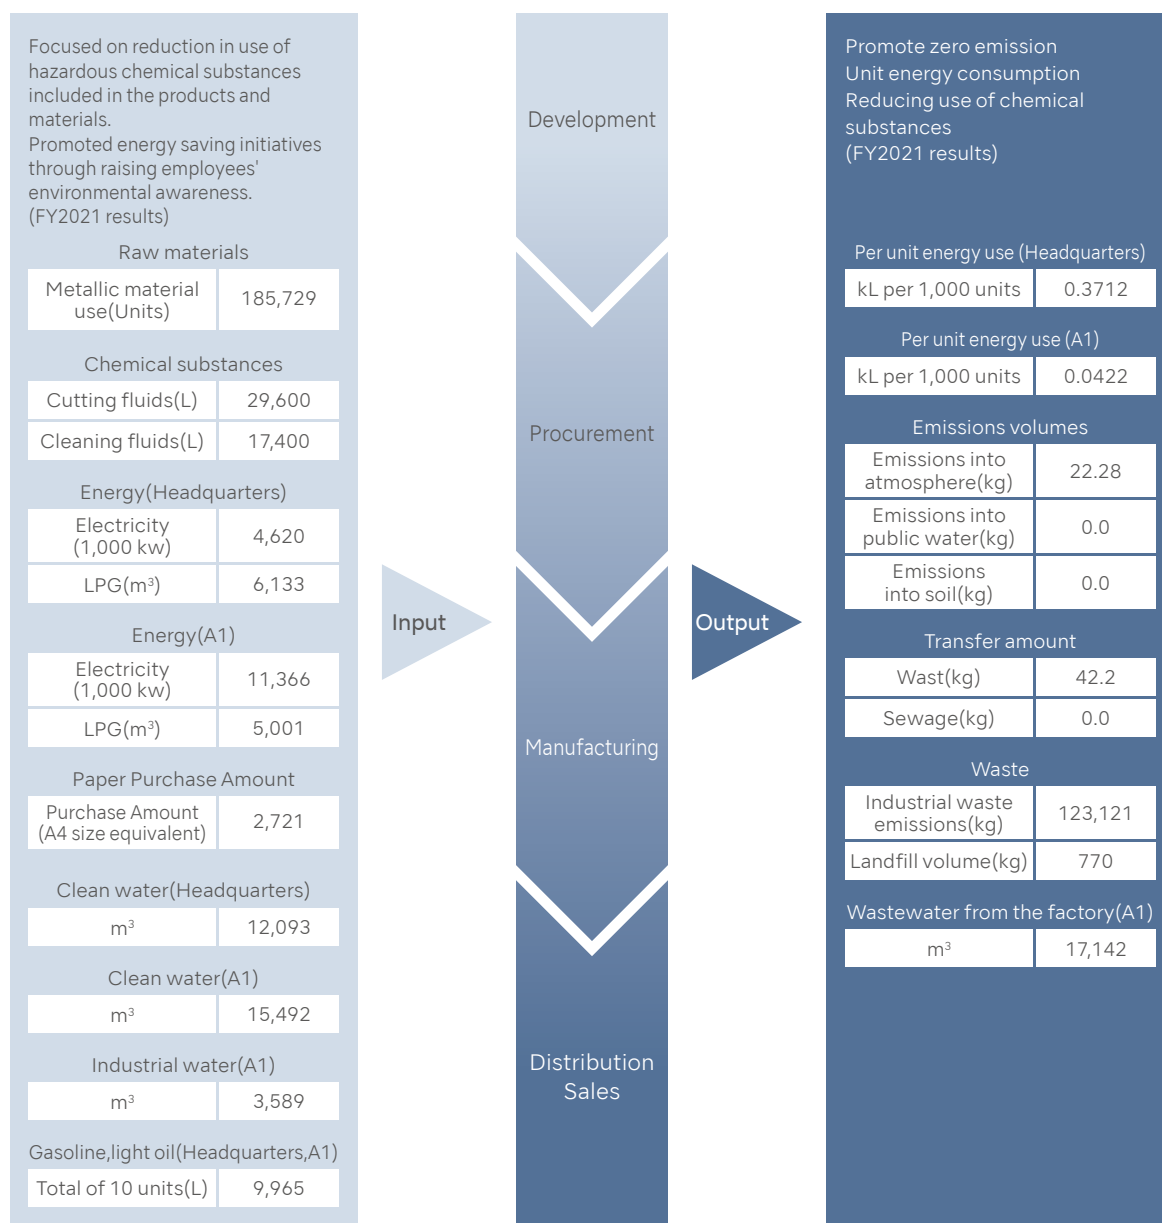 Focused on reduction in use of
hazardous chemical substances
included in the products and
materials.
Promoted energy saving initiatives
through raising employees'
environmental awareness.
(FY2021 results)
Raw materials
Metallic material
use(Units)
185,729
Chemical substances
Cutting fluids(L)
29,600
Cleaning fluids(L)
17,400
Energy(Headquarters)
Electricity
(1,000 kw)
4,620
LPG(m³)
6,133
Energy(A1)
Electricity
(1,000 kw)
11,366
LPG(m³)
5,001
Paper Purchase Amount
Purchase Amount
(A4 size equivalent)
2,721
Clean water(Headquarters)
m³
12,093
Clean water(A1)
m³
15,492
Industrial water(A1)
m³
3,589
Gasoline,light oil(Headquarters,A1)
Total of 10 units(L)
9,965
Input
Development
Procurement
Manufacturing
Distribution
Sales
Output
Promote zero emission
Unit energy consumption
Reducing use of chemical
substances
(FY2021 results)
Per unit energy use (Headquarters)
kL per 1,000 units
0.3712
Per unit energy use (A1)
kL per 1,000 units
0.0422
Emissions volumes
Emissions into
atmosphere(kg)
22.28
Emissions into
public water(kg)
0.0
Emissions
into soil(kg)
0.0
Transfer amount
Wast(kg)
42.2
Sewage(kg)
0.0
Waste
Industrial waste
emissions(kg)
123,121
Landfill volume(kg)
770
Wastewater from the factory(A1)
m³
17,142